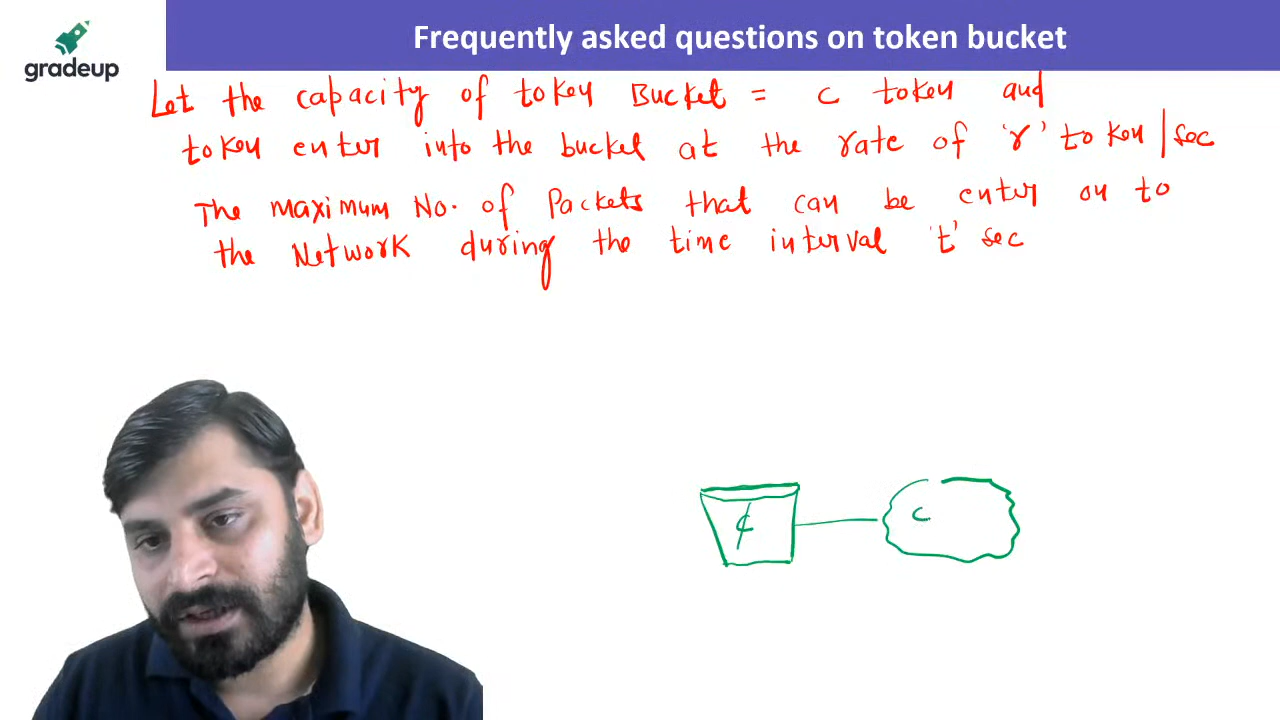 Frequently asked questions on token bucket
gradeup
Let the capacity of token Bucket = c token and
token enter into the bucket at the rate of 'r' token | sec
The maximum No. of Packets that can be enter on to
the Network during the time interval 't' sec
c
c